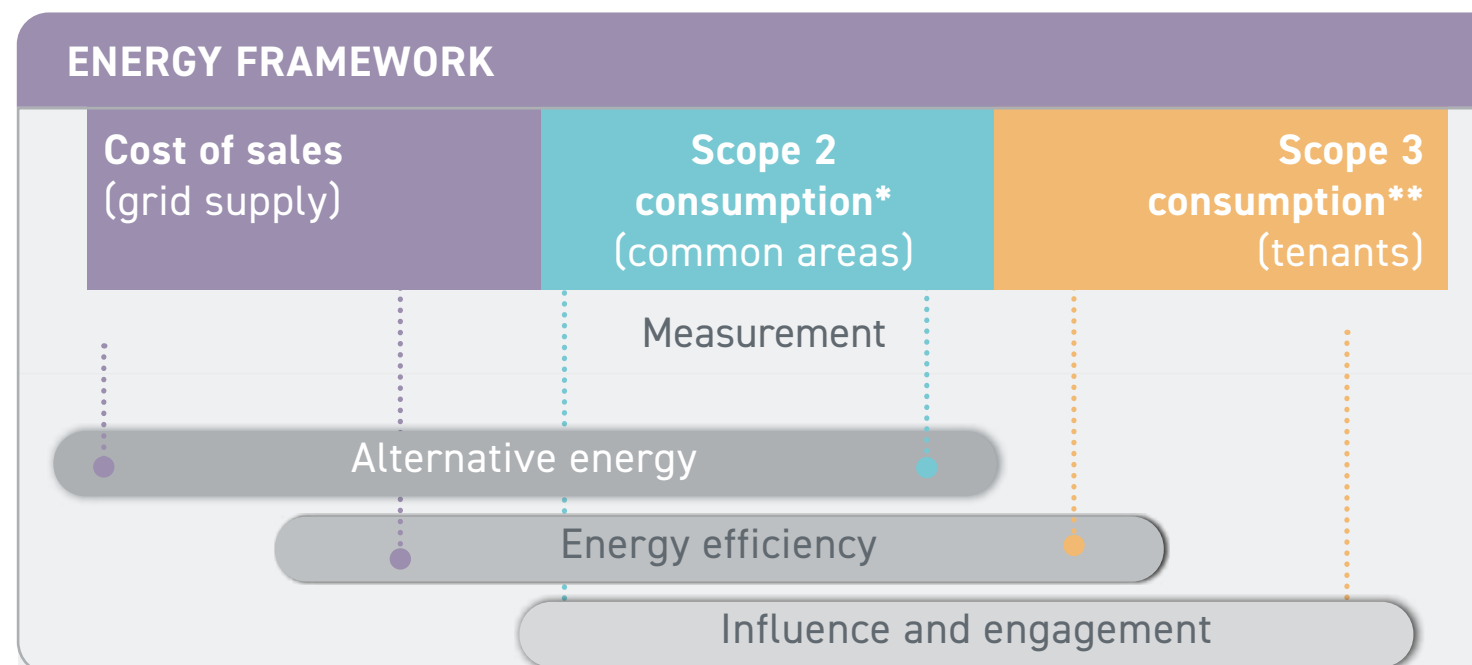 ENERGY FRAMEWORK
Cost of sales
(grid supply)
Scope 2
consumption*
(common areas)
Scope 3
consumption**
(tenants)
Measurement
Alternative energy
Energy efficiency
Influence and engagement